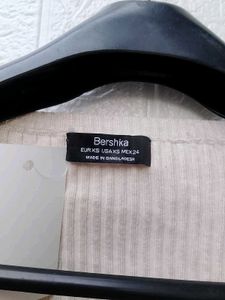 Bershka
EUR XS USA XS MEX 24
MADE IN BANGLADESH